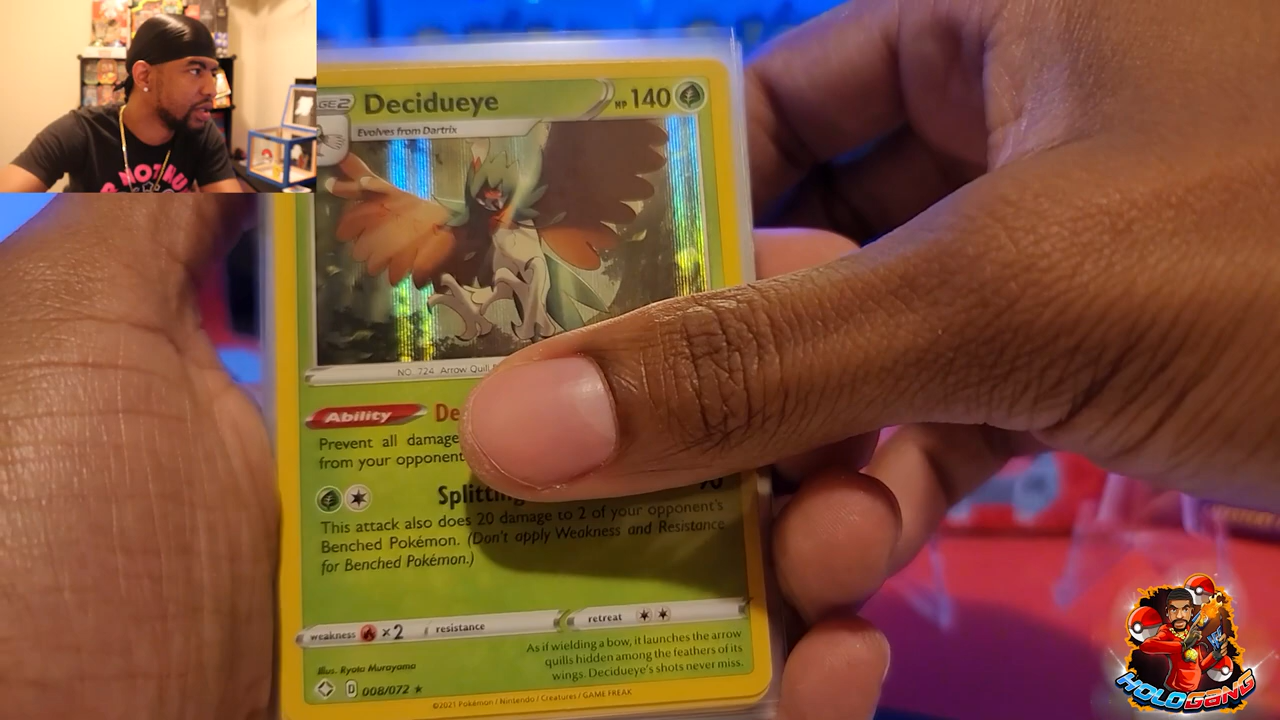 GE2 Decidueye HP 140
Evolves from Dartrix
NO. 724 Arrow Quill
Ability De
Prevent all damage
from your opponent
Splitting
This attack also does 20 damage to 2 of your opponent's
Benched Pokémon. (Don't apply Weakness and Resistance
for Benched Pokémon.)
weakness ×2 resistance retreat
As if wielding a bow, it launches the arrow
quills hidden among the feathers of its
wings. Decidueye's shots never miss.
Illus. Ryota Murayama
D 008/072 ★
©2021 Pokémon / Nintendo / Creatures / GAME FREAK
HOLOGANG